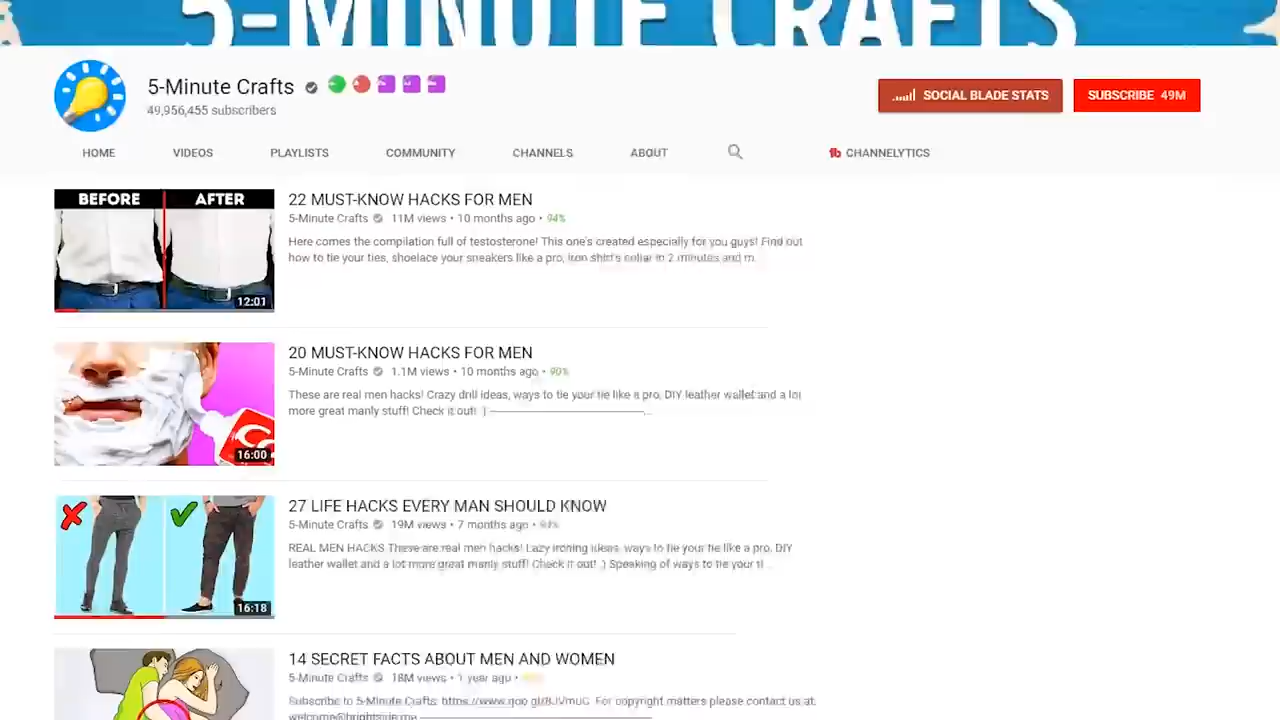 5-MINUTE CRAFTS
5-Minute Crafts
49,956,455 subscribers
SOCIAL BLADE STATS
SUBSCRIBE 49M
HOME VIDEOS PLAYLISTS COMMUNITY CHANNELS ABOUT CHANNELYTICS
BEFORE AFTER
12:01
22 MUST-KNOW HACKS FOR MEN
5-Minute Crafts 11M views • 10 months ago • 94%
Here comes the compilation full of testosterone! This one's created especially for you guys! Find out
how to tie your ties, shoelace your sneakers like a pro, iron shirt's collar in 2 minutes and m
16:00
20 MUST-KNOW HACKS FOR MEN
5-Minute Crafts 1.1M views • 10 months ago • 90%
These are real men hacks! Crazy drill ideas, ways to tie your tie like a pro, DIY leather wallet and a lot
more great manly stuff! Check it out! :)
16:18
27 LIFE HACKS EVERY MAN SHOULD KNOW
5-Minute Crafts 19M views • 7 months ago •
REAL MEN HACKS These are real men hacks! Lazy ironing ideas, ways to tie your tie like a pro, DIY
leather wallet and a lot more great manly stuff! Check it out! :) Speaking of ways to tie your ti
14 SECRET FACTS ABOUT MEN AND WOMEN
5-Minute Crafts 18M views • 1 year ago •
Subscribe to 5-Minute Crafts: For copyright matters please contact us at:
welcome@brightside.me